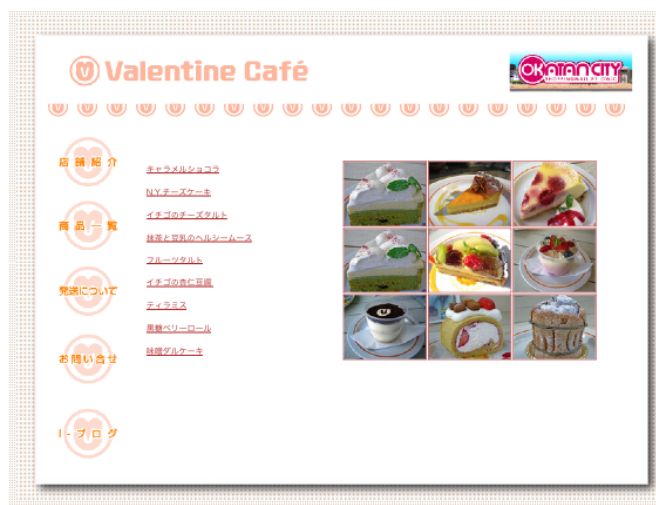 Valentine Café
OKATANCITY
店舗紹介
商品一覧
発送について
お問い合せ
I-ブログ
キャラメルショコラ
N.Y.チーズケーキ
イチゴのチーズタルト
抹茶と豆乳のヘルシームース
フルーツタルト
イチゴの杏仁豆腐
ティラミス
黒糖ベリーロール
味噌ダルケーキ